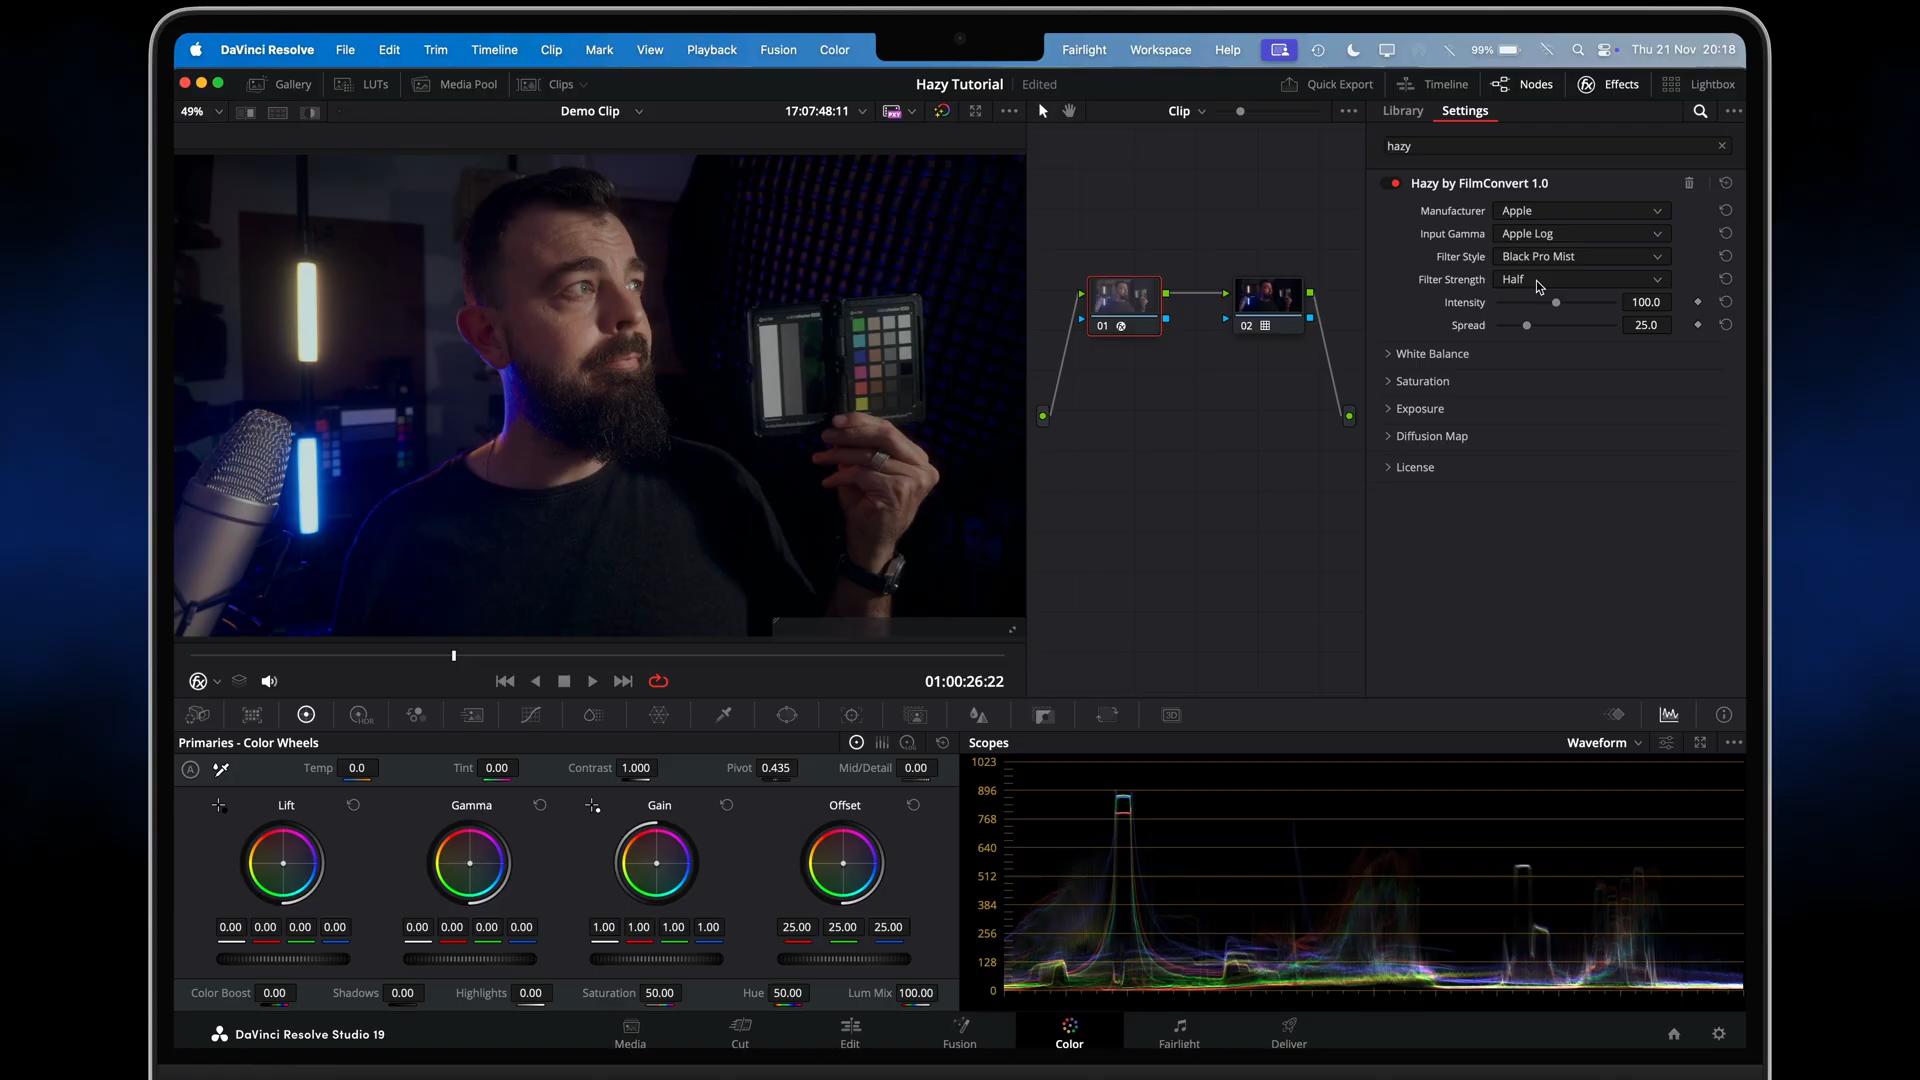 DaVinci Resolve File Edit Trim Timeline Clip Mark View Playback Fusion Color Fairlight Workspace Help 99% Thu 21 Nov 20:18
Gallery LUTs Media Pool Clips Hazy Tutorial Edited Quick Export Timeline Nodes Effects Lightbox
49% Demo Clip 17:07:48:11 PXY Clip Library Settings
hazy
Hazy by FilmConvert 1.0
Manufacturer Apple
Input Gamma Apple Log
Filter Style Black Pro Mist
Filter Strength Half
Intensity 100.0
Spread 25.0
01 02
White Balance
Saturation
Exposure
Diffusion Map
License
01:00:26:22
HDR 3D
Primaries - Color Wheels Scopes Waveform
A Temp 0.0 Tint 0.00 Contrast 1.000 Pivot 0.435 Mid/Detail 0.00
Lift Gamma Gain Offset
0.00 0.00 0.00 0.00 0.00 0.00 0.00 0.00 1.00 1.00 1.00 1.00 25.00 25.00 25.00
Color Boost 0.00 Shadows 0.00 Highlights 0.00 Saturation 50.00 Hue 50.00 Lum Mix 100.00
1023
896
768
640
512
384
256
128
0
DaVinci Resolve Studio 19 Media Cut Edit Fusion Color Fairlight Deliver